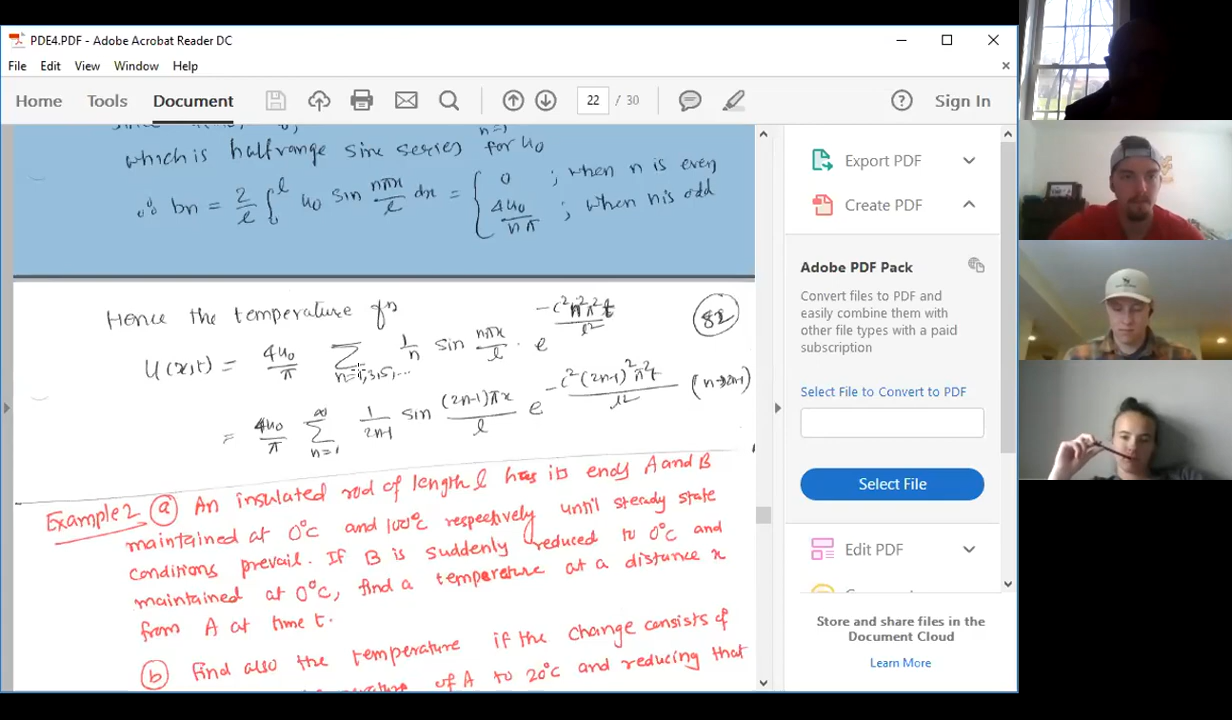 PDE4.PDF - Adobe Acrobat Reader DC
File Edit View Window Help
Home Tools Document 22 / 30 Sign In
n=1
which is halfrange sine series for u0
∴ bn = 2/l ∫_0^l u0 sin nπx/l dx = { 0 ; when n is even
4u0/nπ ; when n is odd
Hence the temperature fn
82
U(x,t) = 4u0/π Σ_{n=1,3,5,...} 1/n sin nπx/l . e^{-c²n²π²t/l²}
= 4u0/π Σ_{n=1}^∞ 1/(2n-1) sin (2n-1)πx/l e^{-c²(2n-1)²π²t/l²} (n→2n-1)
Example 2 (a) An insulated rod of length l has its ends A and B
maintained at 0°C and 100°C respectively until steady state
conditions prevail. If B is suddenly reduced to 0°C and
maintained at 0°C, find a temperature at a distance x
from A at time t.
(b) Find also the temperature if the change consists of
of A to 20°C and reducing that
Export PDF
Create PDF
Adobe PDF Pack
Convert files to PDF and
easily combine them with
other file types with a paid
subscription
Select File to Convert to PDF
Select File
Edit PDF
Store and share files in the
Document Cloud
Learn More